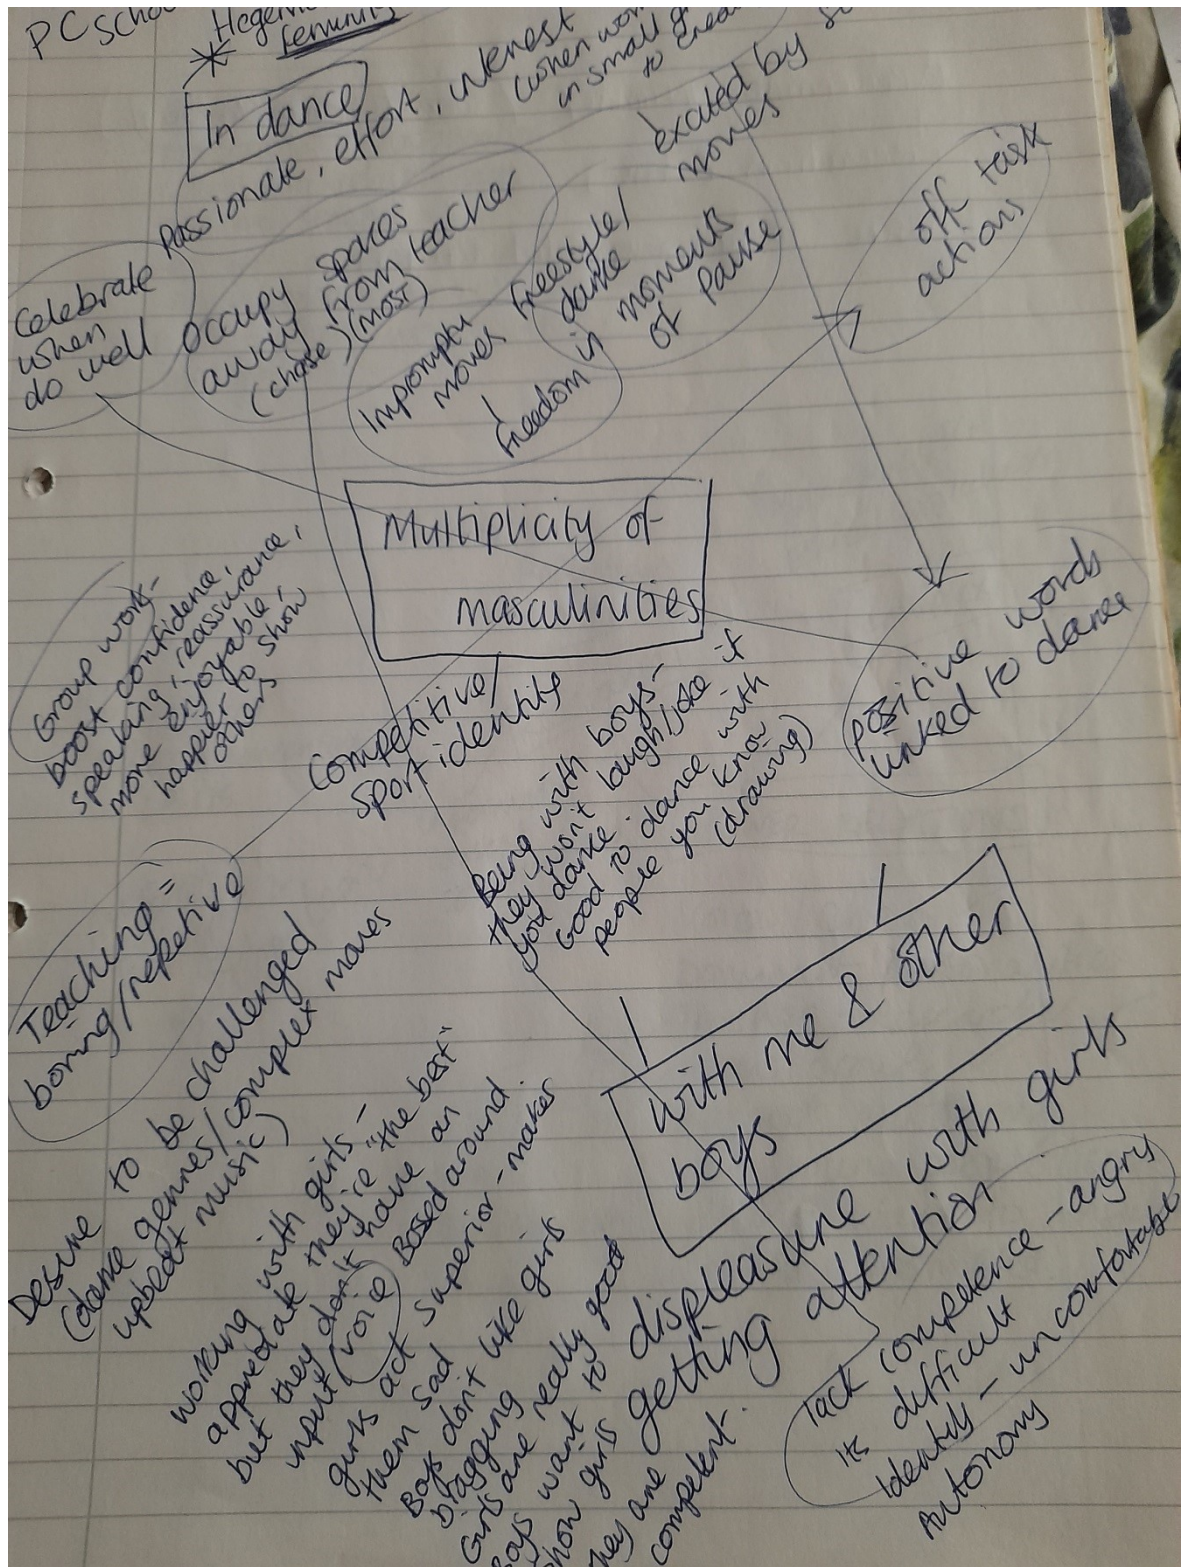 PC
* 
In dance
Passionate, effort, interest
in small
to
excited by
moves
off task
actions
Celebrate
when
do well
occupy spaces
away from teacher
(chose) (most)
Impromptu
moves
freedom
freestyle/
dance
in moments
of pause
Multiplicity of
masculinities
Competitive/
sport identity
Group work-
boost confidence,
speaking, reassurance,
more enjoyable,
happier to show
others
Being with boys-
they won't laugh/joke it
you dance.
Good to dance with
people you know
(drawing)
positive words
linked to dance
Teaching =
boring/repetitive
Desire to be challenged
(dance genres/complex moves
upbeat music)
with me & other
boys
working with girls -
appreciate they're "the best"
but they don't have an
input (voice) Bossed around
girls act superior - makes
them sad
Boys don't like girls
bragging
Girls are really good
Boys want to
show girls
they are
competent.
displeasure with girls
getting attention
lack competence - angry
its difficult
Identity - uncomfortable
Autonomy